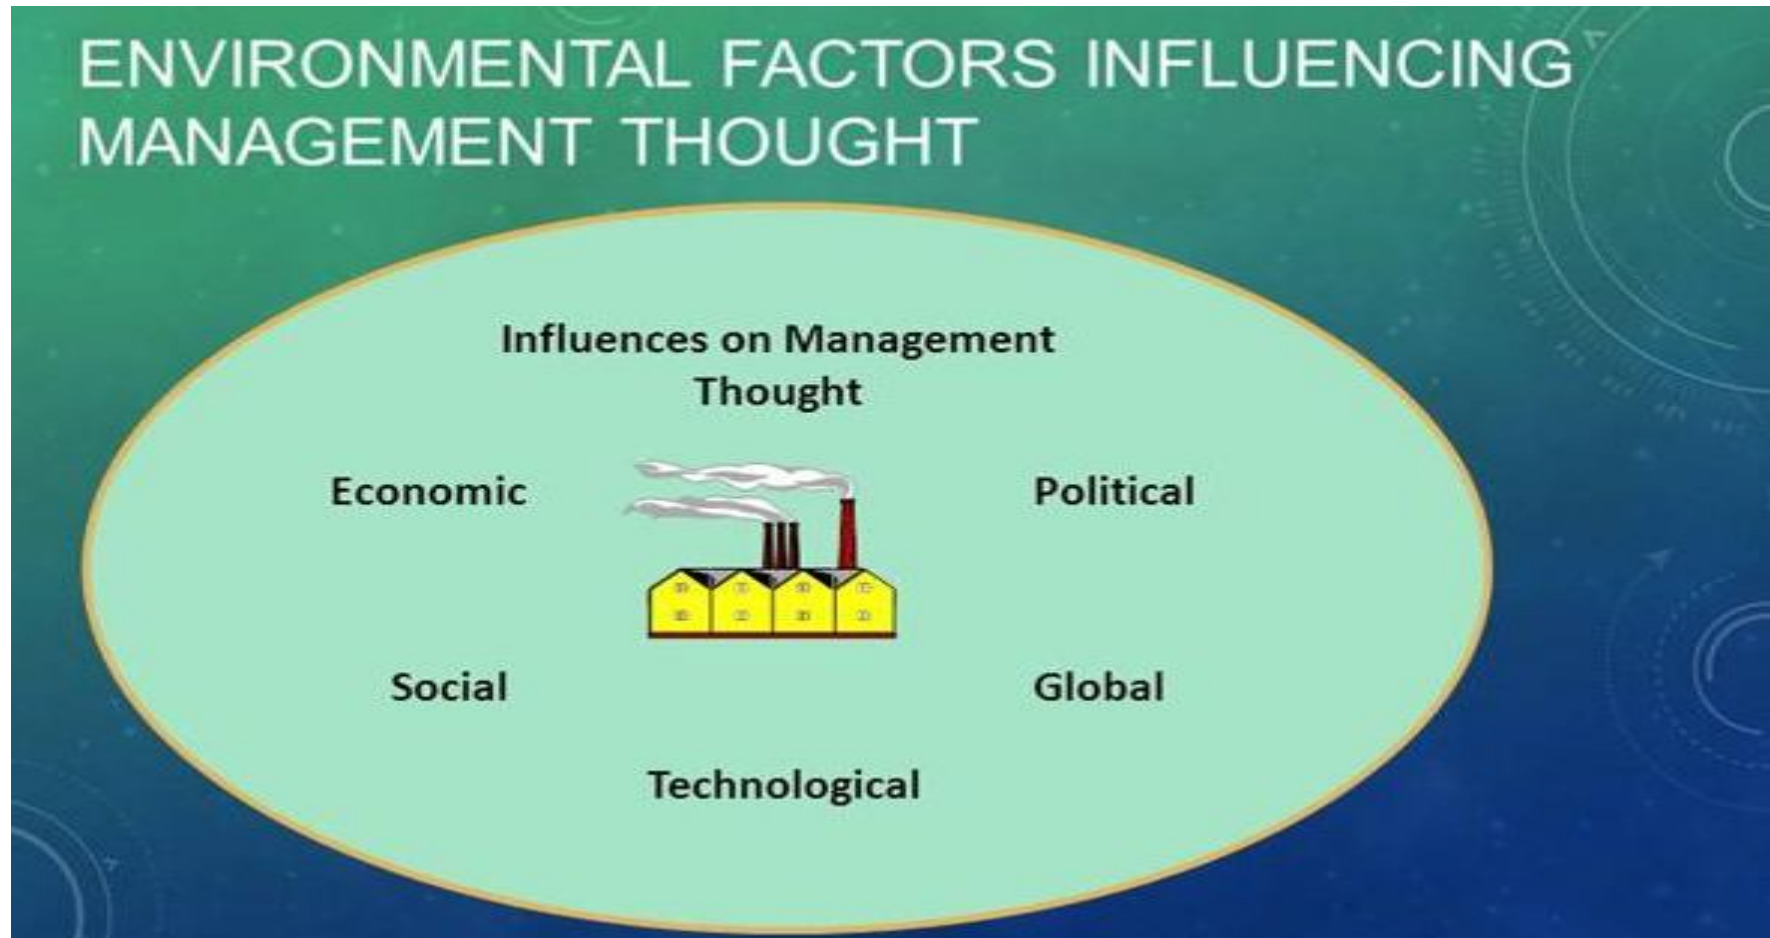 ENVIRONMENTAL FACTORS INFLUENCING
MANAGEMENT THOUGHT
Influences on Management
Thought
Economic
Political
Social
Global
Technological